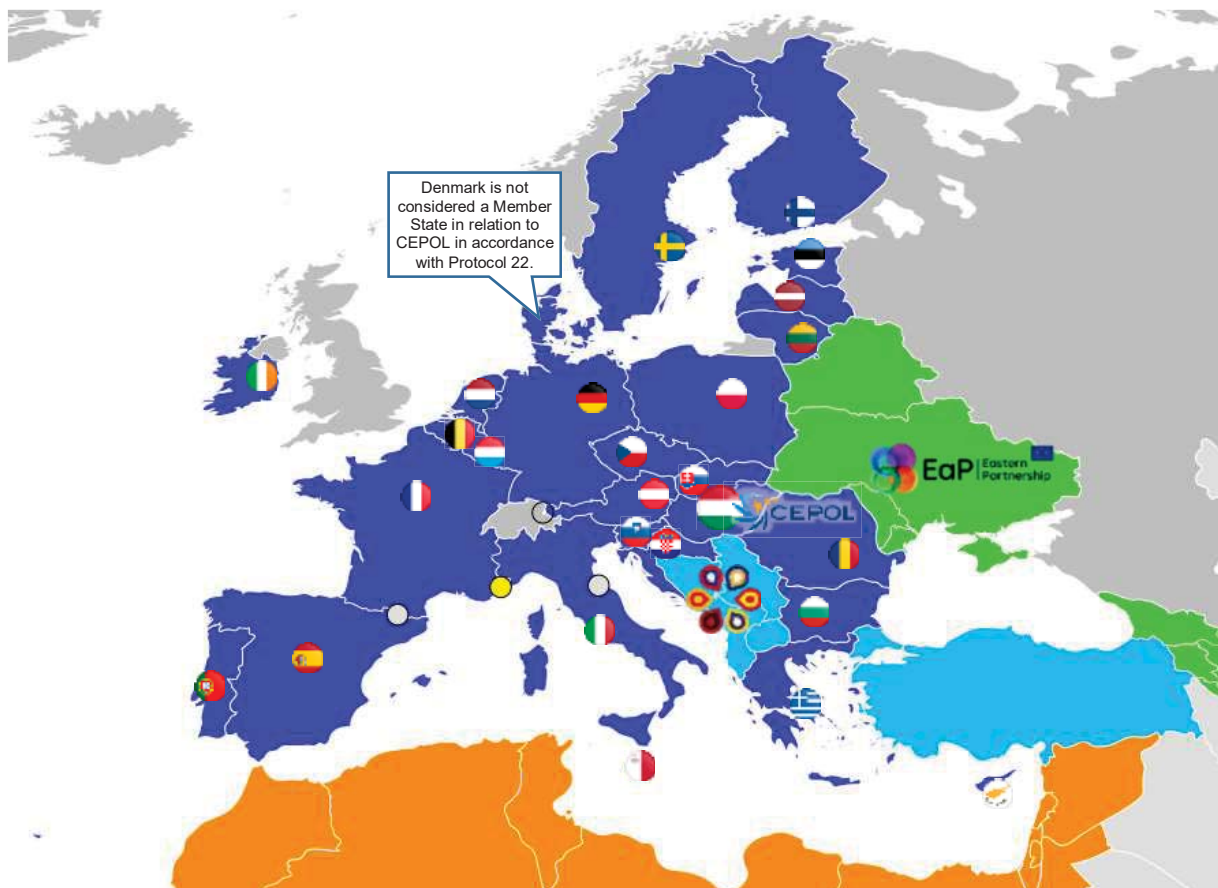 Denmark is not
considered a Member
State in relation to
CEPOL in accordance
with Protocol 22.
EaP | Eastern
Partnership
CEPOL